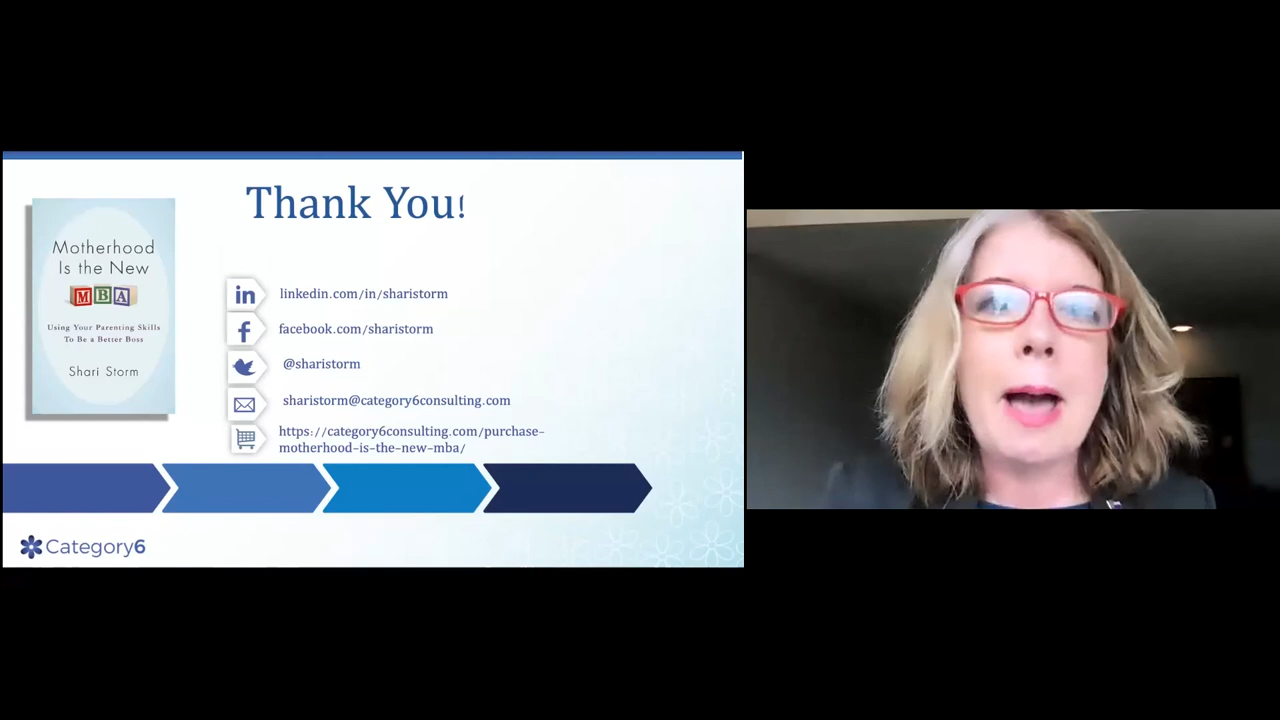 Thank You!
Motherhood
Is the New
MBA
Using Your Parenting Skills
To Be a Better Boss
Shari Storm
linkedin.com/in/sharistorm
facebook.com/sharistorm
@sharistorm
sharistorm@category6consulting.com
https://category6consulting.com/purchase-
motherhood-is-the-new-mba/
Category6